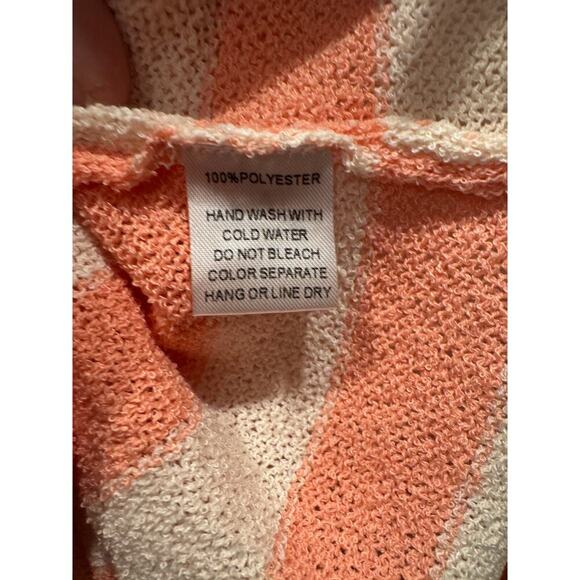 100%POLYESTER
HAND WASH WITH
COLD WATER
DO NOT BLEACH
COLOR SEPARATE
HANG OR LINE DRY